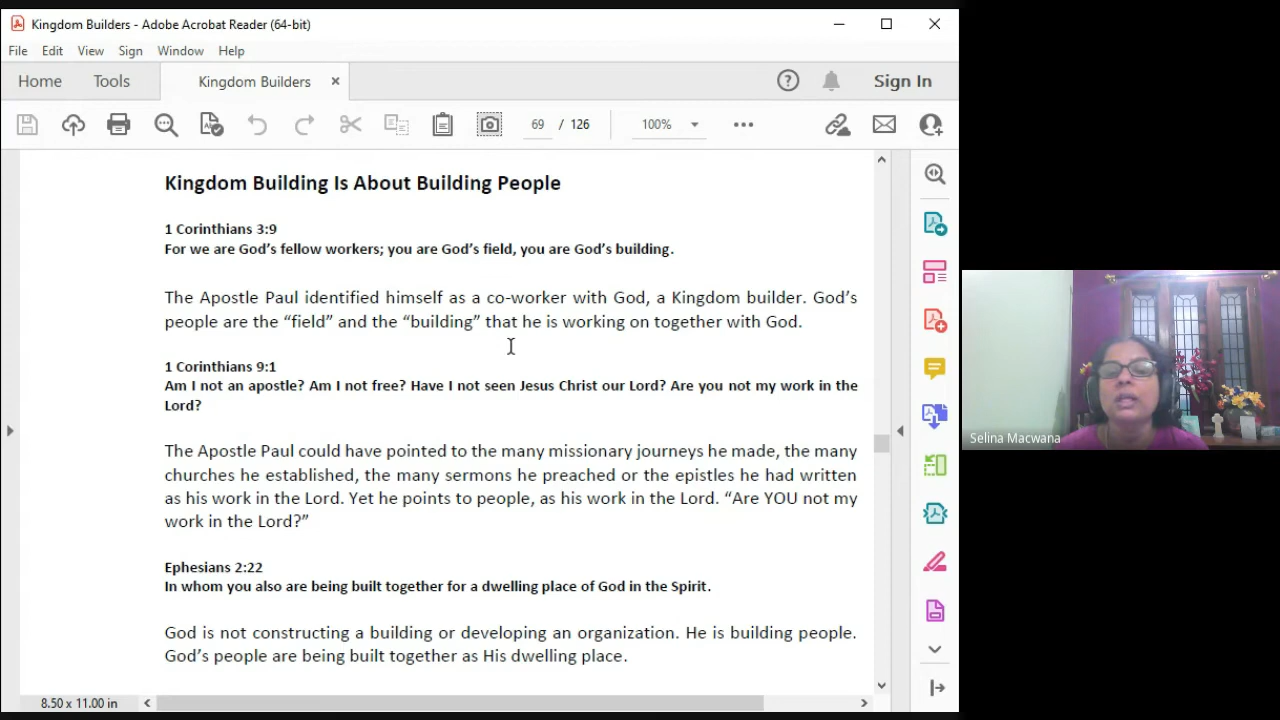 Kingdom Builders - Adobe Acrobat Reader (64-bit)
File Edit View Sign Window Help
Home Tools Kingdom Builders × Sign In
69 / 126 100%
Kingdom Building Is About Building People
1 Corinthians 3:9
For we are God’s fellow workers; you are God’s field, you are God’s building.
The Apostle Paul identified himself as a co-worker with God, a Kingdom builder. God’s
people are the “field” and the “building” that he is working on together with God.
1 Corinthians 9:1
Am I not an apostle? Am I not free? Have I not seen Jesus Christ our Lord? Are you not my work in the
Lord?
The Apostle Paul could have pointed to the many missionary journeys he made, the many
churches he established, the many sermons he preached or the epistles he had written
as his work in the Lord. Yet he points to people, as his work in the Lord. “Are YOU not my
work in the Lord?”
Ephesians 2:22
In whom you also are being built together for a dwelling place of God in the Spirit.
God is not constructing a building or developing an organization. He is building people.
God’s people are being built together as His dwelling place.
8.50 x 11.00 in
Selina Macwana